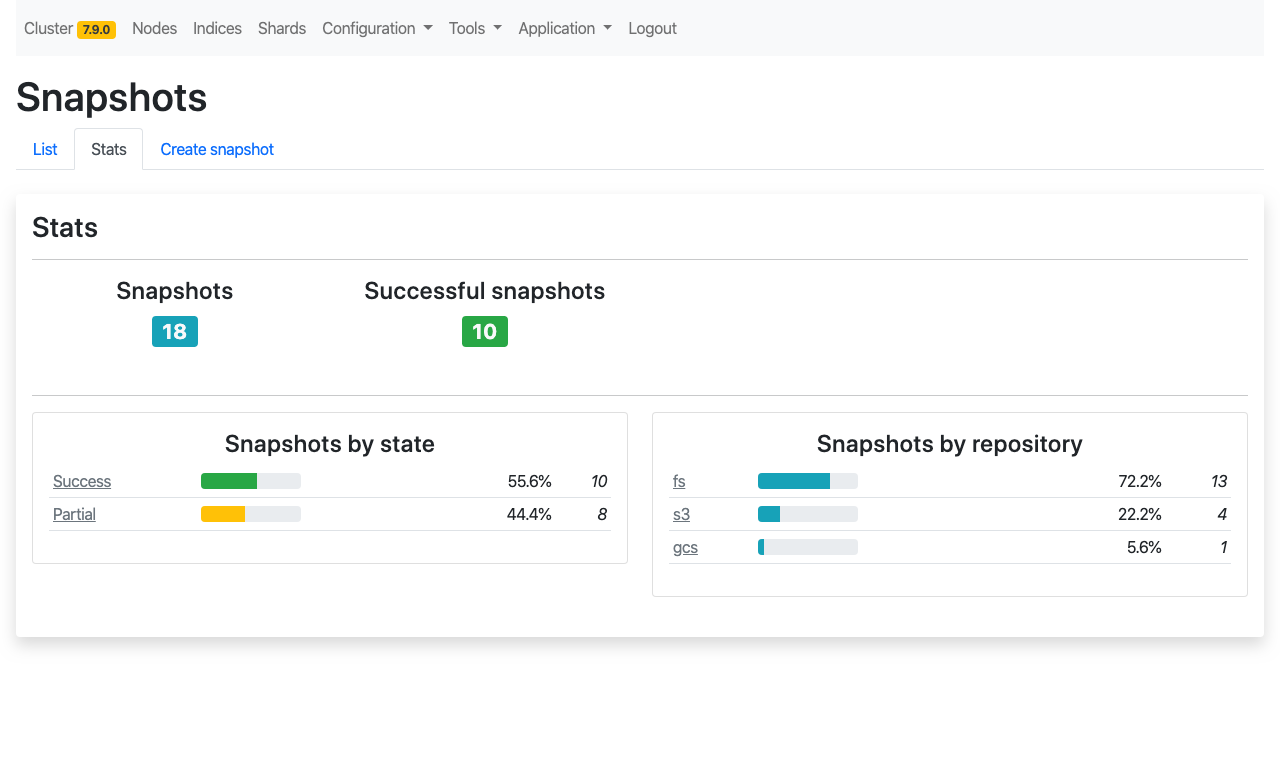 Cluster 7.9.0 Nodes Indices Shards Configuration Tools Application Logout
Snapshots
List Stats Create snapshot
Stats
Snapshots Successful snapshots
18 10
Snapshots by state
Success 55.6% 10
Partial 44.4% 8
Snapshots by repository
fs 72.2% 13
s3 22.2% 4
gcs 5.6% 1